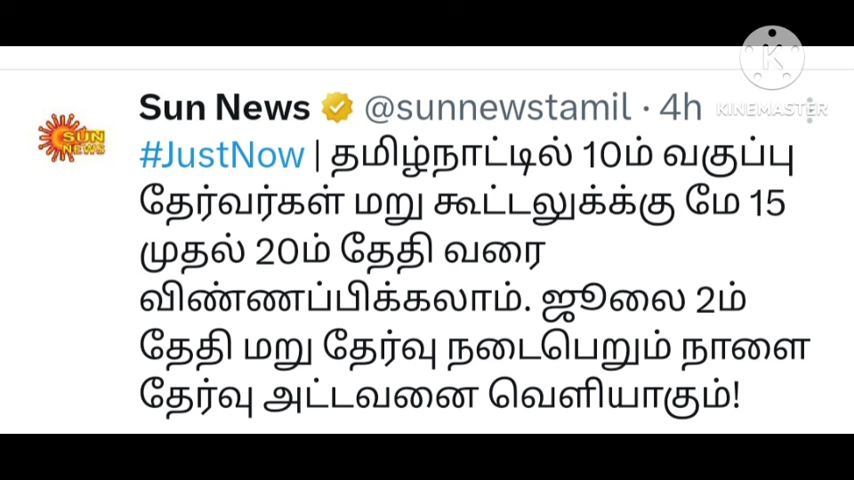 KINEMASTER
SUN
NEWS
Sun News @sunnewstamil · 4h
#JustNow | தமிழ்நாட்டில் 10ம் வகுப்பு
தேர்வர்கள் மறு கூட்டலுக்க்கு மே 15
முதல் 20ம் தேதி வரை
விண்ணப்பிக்கலாம். ஜூலை 2ம்
தேதி மறு தேர்வு நடைபெறும் நாளை
தேர்வு அட்டவனை வெளியாகும்!